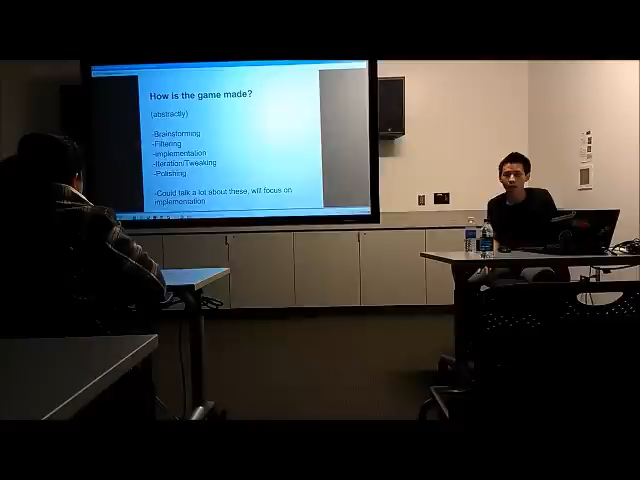 How is the game made?
(abstractly)
-Brainstorming
-Filtering
-implementation
-Iteration/Tweaking
-Polishing
-Could talk a lot about these, will focus on
implementation